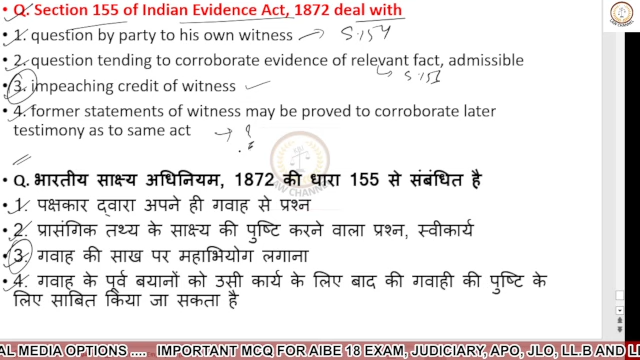 Q. Section 155 of Indian Evidence Act, 1872 deal with
1. question by party to his own witness → S.154
2. question tending to corroborate evidence of relevant fact, admissible
→ S.156
3. impeaching credit of witness
4. former statements of witness may be proved to corroborate later
testimony as to same act → ?
Q. भारतीय साक्ष्य अधिनियम, 1872 की धारा 155 से संबंधित है
1. पक्षकार द्वारा अपने ही गवाह से प्रश्न
2. प्रासंगिक तथ्य के साक्ष्य की पुष्टि करने वाला प्रश्न, स्वीकार्य
3. गवाह की साख पर महाभियोग लगाना
4. गवाह के पूर्व बयानों को उसी कार्य के लिए बाद की गवाही की पुष्टि के
लिए साबित किया जा सकता है
AL MEDIA OPTIONS .... IMPORTANT MCQ FOR AIBE 18 EXAM, JUDICIARY, APO, JLO, LL.B AND